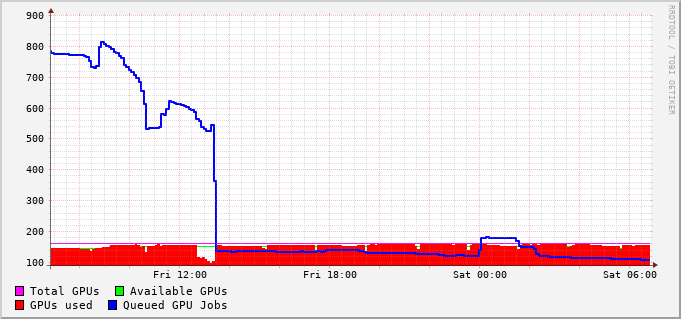 RRDTOOL / TOBI OETIKER
900
800
700
600
500
400
300
200
100
Fri 12:00 Fri 18:00 Sat 00:00 Sat 06:00
Total GPUs Available GPUs
GPUs used Queued GPU Jobs